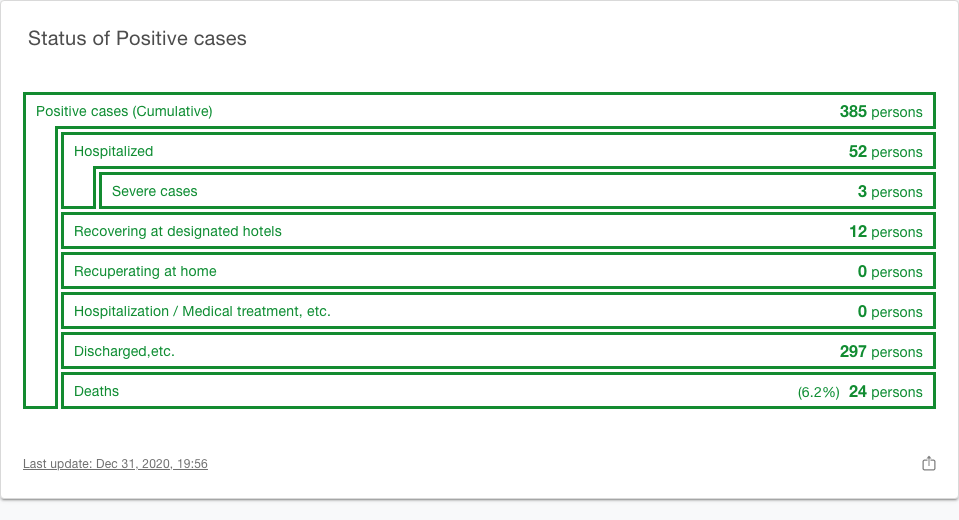 Status of Positive cases
Positive cases (Cumulative) 385 persons
Hospitalized 52 persons
Severe cases 3 persons
Recovering at designated hotels 12 persons
Recuperating at home 0 persons
Hospitalization / Medical treatment, etc. 0 persons
Discharged,etc. 297 persons
Deaths (6.2%) 24 persons
Last update: Dec 31, 2020, 19:56